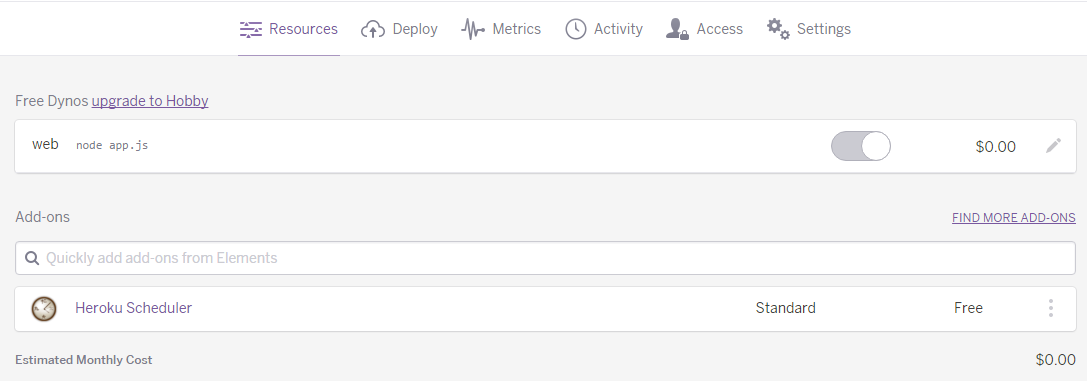 Resources Deploy Metrics Activity Access Settings
Free Dynos upgrade to Hobby
web node app.js $0.00
Add-ons FIND MORE ADD-ONS
Quickly add add-ons from Elements
Heroku Scheduler Standard Free
Estimated Monthly Cost $0.00